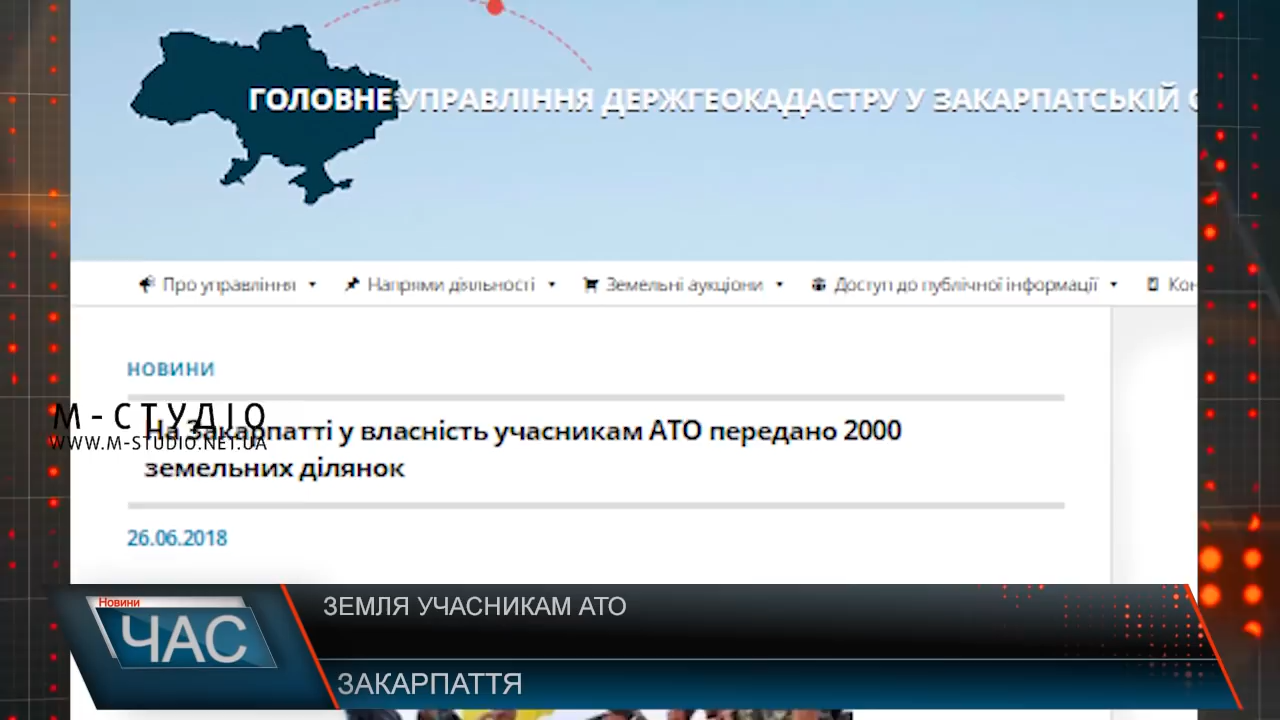 ГОЛОВНЕ УПРАВЛІННЯ ДЕРЖГЕОКАДАСТРУ У ЗАКАРПАТСЬКІЙ
Про управління Напрями діяльності Земельні аукціони Доступ до публічної інформації
НОВИНИ
М-СТУДІО
WWW.M-STUDIO.NET.UA
На Закарпатті у власність учасникам АТО передано 2000
земельних ділянок
26.06.2018
Новини
ЧАС
ЗЕМЛЯ УЧАСНИКАМ АТО
ЗАКАРПАТТЯ